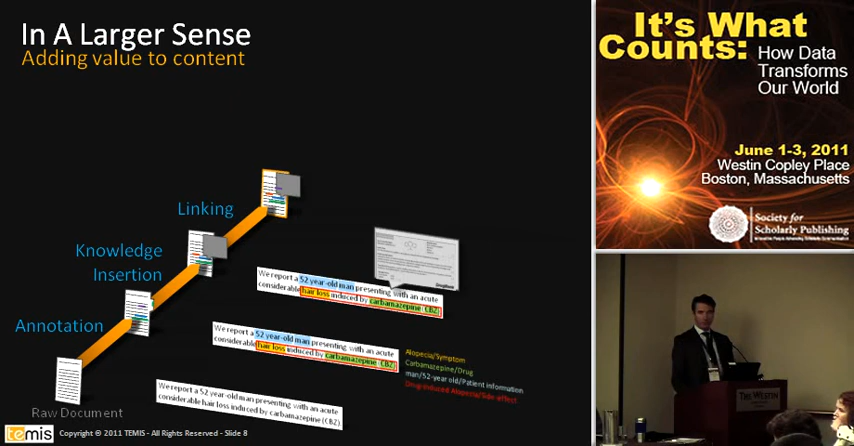 In A Larger Sense
Adding value to content
Linking
Knowledge
Insertion
Annotation
Raw Document
We report a 52-year-old man presenting with an acute
considerable hair loss induced by carbamazepine (CBZ)
We report a 52-year-old man presenting with an acute
considerable hair loss induced by carbamazepine (CBZ)
Alopecia/Symptom
Carbamazepine/Drug
man/52-year old/Patient information
Drug-induced Alopecia/Side effect
We report a 52-year-old man presenting with an acute
considerable hair loss induced by carbamazepine (CBZ).
temis
Copyright © 2011 TEMIS - All Rights Reserved - Slide 8
It's What
Counts: How Data
Transforms
Our World
June 1-3, 2011
Westin Copley Place
Boston, Massachusetts
Society for
Scholarly Publishing
THE WESTIN